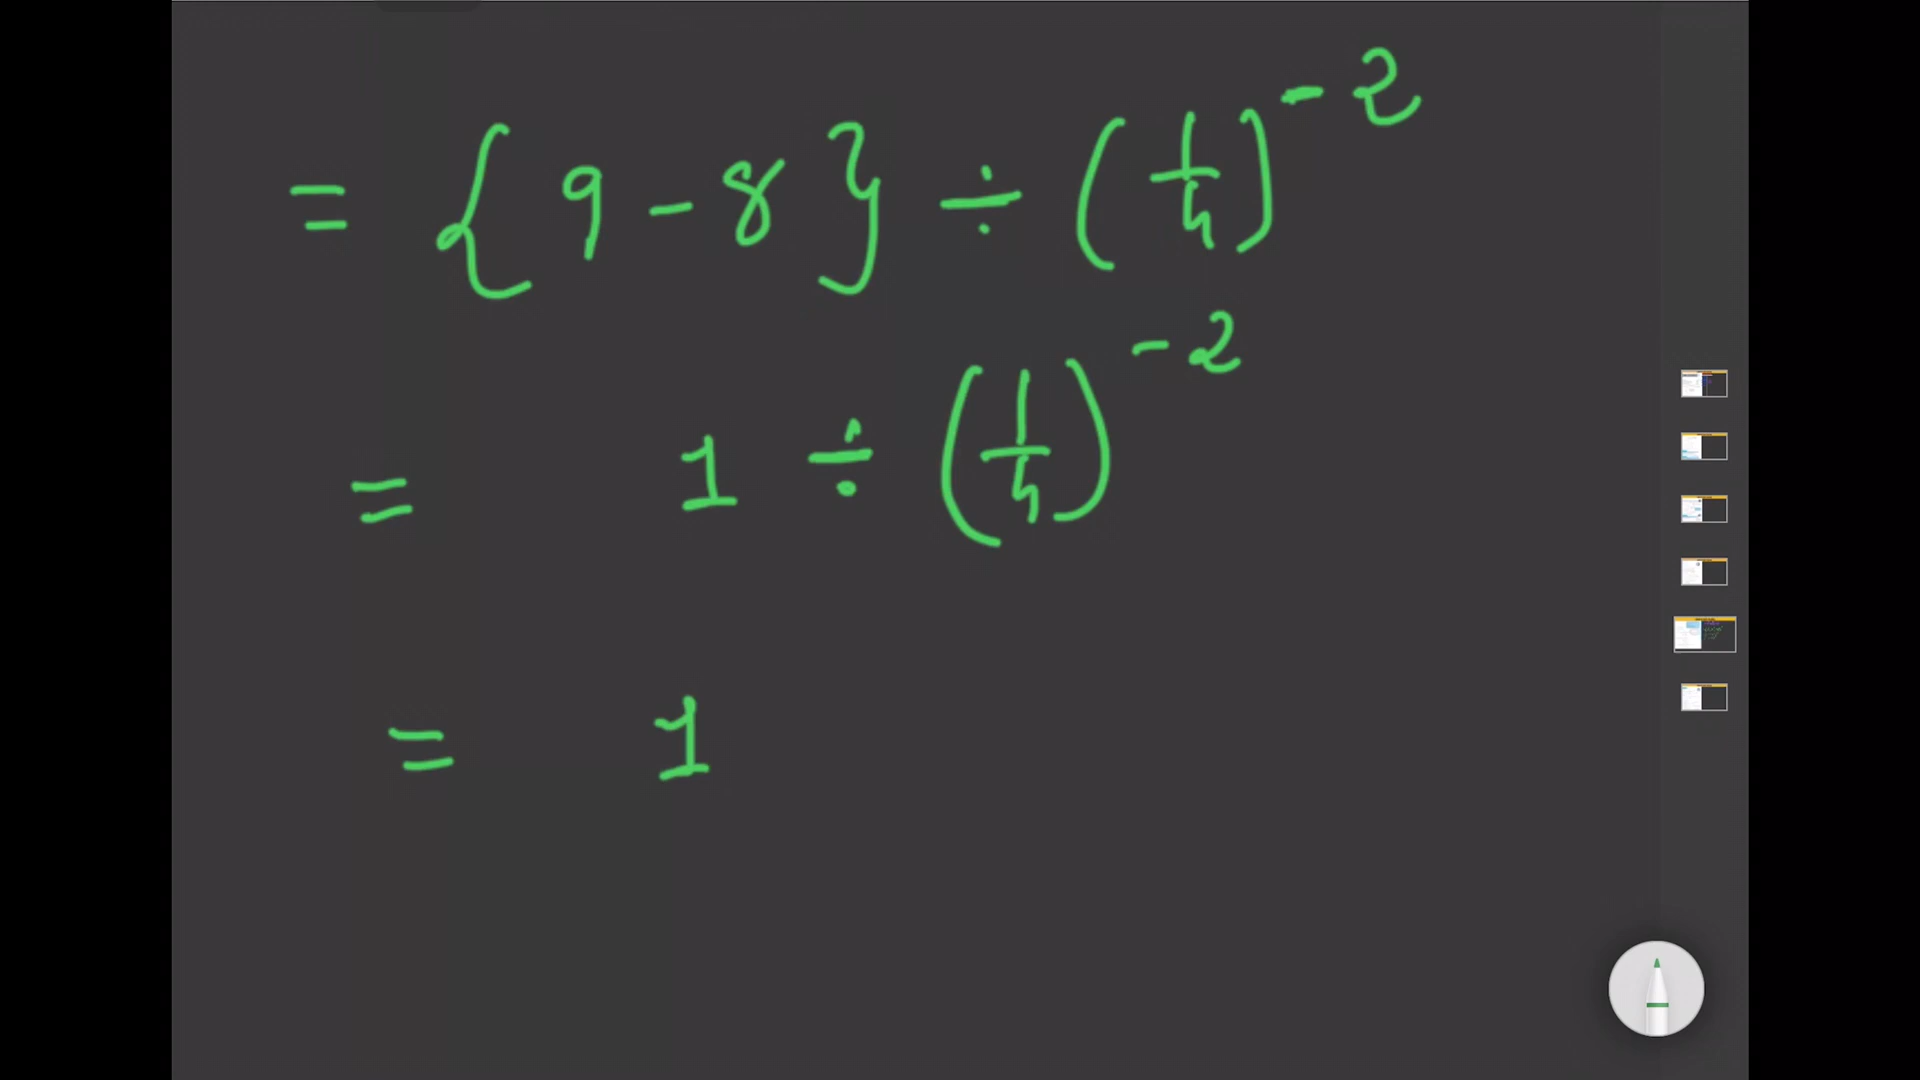 = { 9 - 8 } ÷ (1/4)^-2
= 1 ÷ (1/4)^-2
= 1